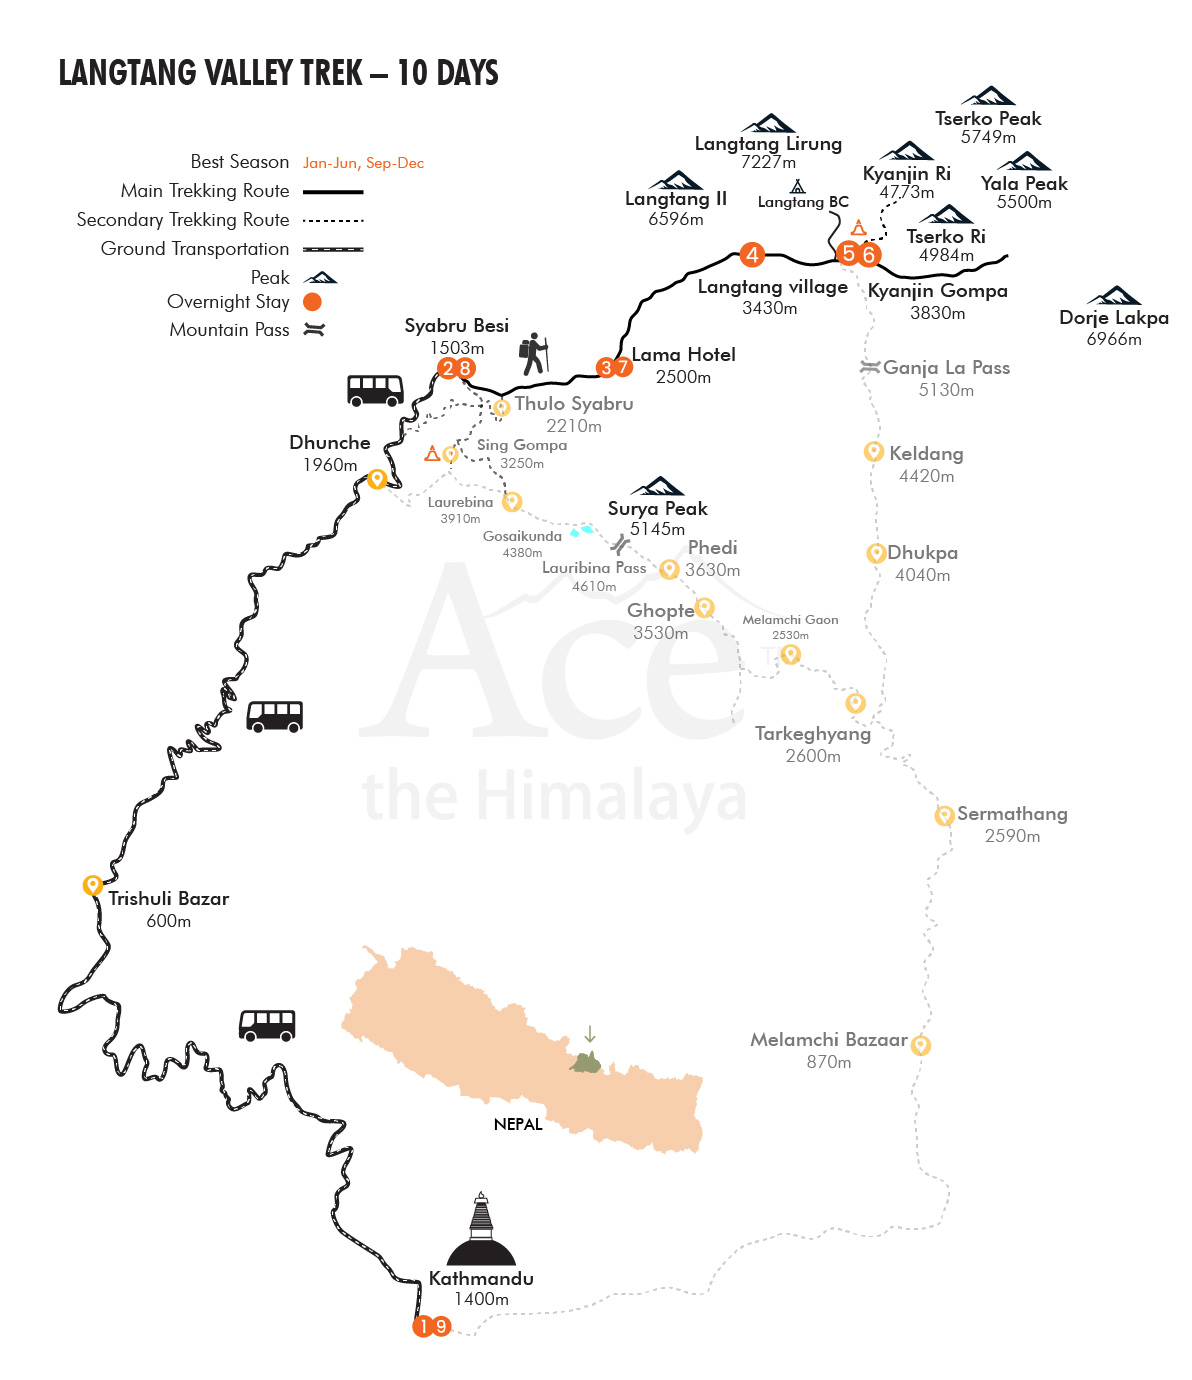 LANGTANG VALLEY TREK – 10 DAYS
Best Season Jan-Jun, Sep-Dec
Main Trekking Route
Secondary Trekking Route
Ground Transportation
Peak
Overnight Stay
Mountain Pass
Tserko Peak
5749m
Langtang Lirung
7227m
Kyanjin Ri
4773m
Yala Peak
5500m
Langtang II
6596m
Langtang BC
Tserko Ri
4984m
4
5 6
Langtang village
3430m
Kyanjin Gompa
3830m
Dorje Lakpa
6966m
Syabru Besi
1503m
2 8
Lama Hotel
2500m
3 7
Ganja La Pass
5130m
Thulo Syabru
2210m
Dhunche
1960m
Sing Gompa
3250m
Keldang
4420m
Laurebina
3910m
Surya Peak
5145m
Gosaikunda
4380m
Lauribina Pass
4610m
Phedi
3630m
Dhukpa
4040m
Ghopte
3530m
Melamchi Gaon
2530m
Ace
TM
the Himalaya
Tarkeghyang
2600m
Sermathang
2590m
Trishuli Bazar
600m
Melamchi Bazaar
870m
NEPAL
Kathmandu
1400m
1 9